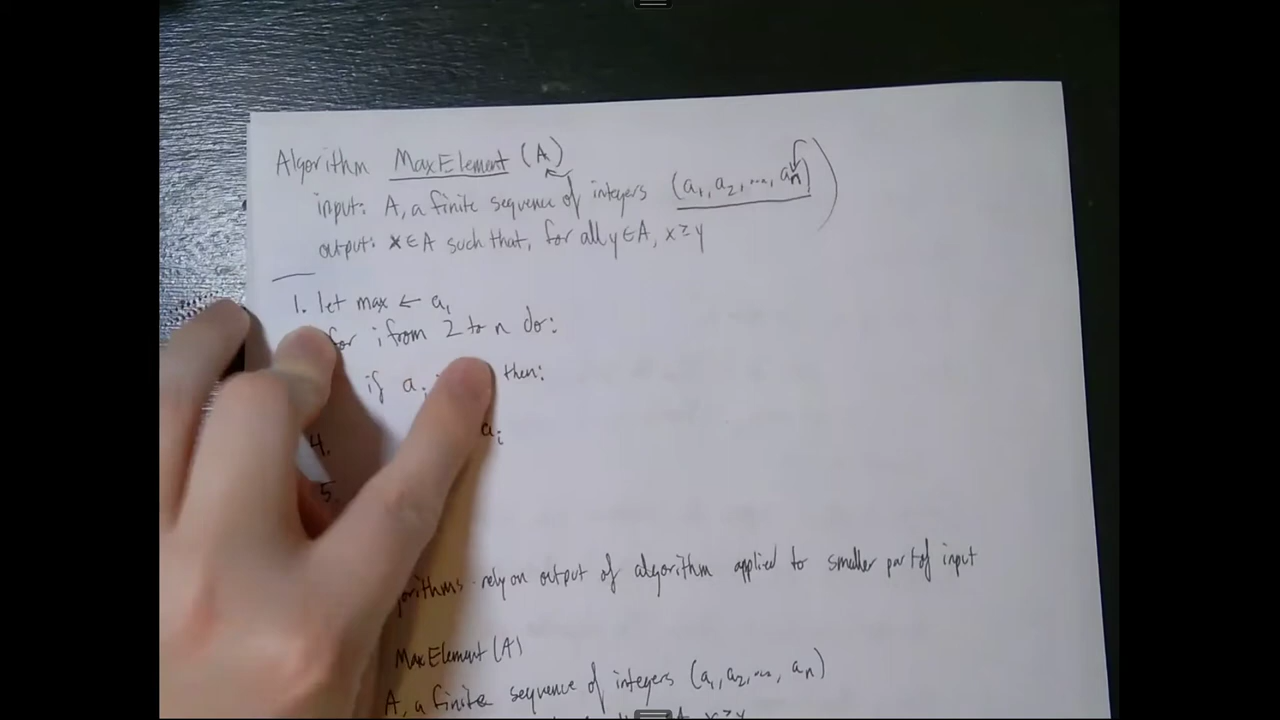 Algorithm MaxElement (A)
input: A, a finite sequence of integers (a₁, a₂, ..., aₙ)
output: x ∈ A such that, for all y ∈ A, x ≥ y
1. let max ← a₁
for i from 2 to n do:
if aᵢ then:
4. aᵢ
5.
rely on output of algorithm applied to smaller part of input
MaxElement (A)
A, a finite sequence of integers (a₁, a₂, ..., aₙ)
A, x ≥ y